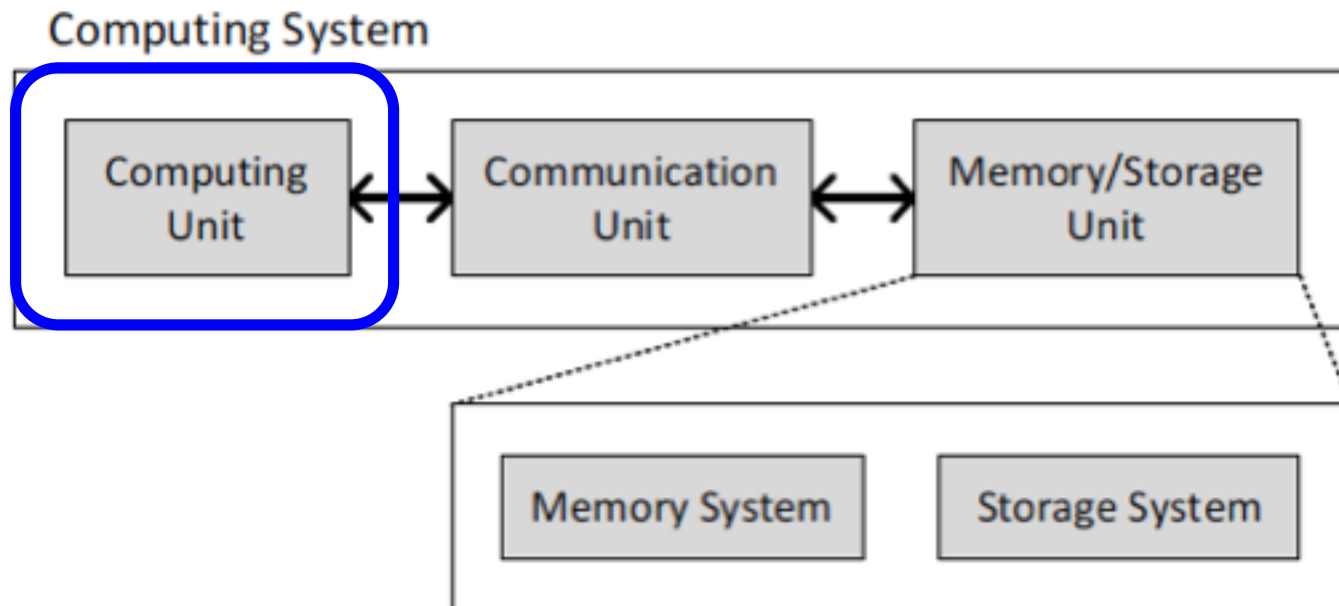 Computing System
Computing
Unit
Communication
Unit
Memory/Storage
Unit
Memory System
Storage System